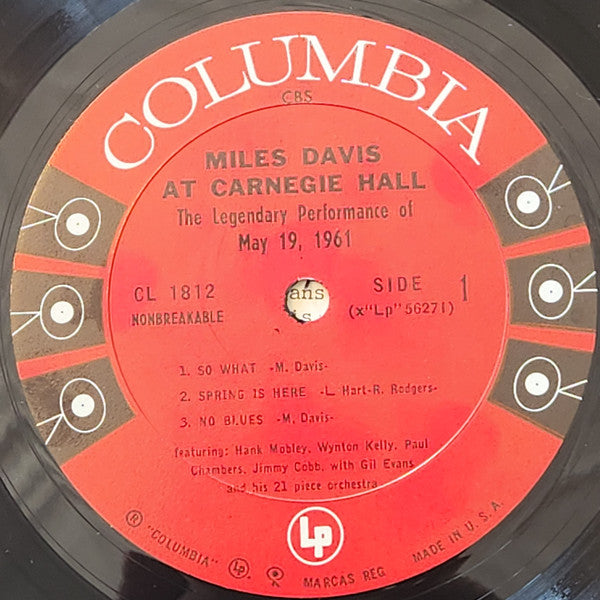 COLUMBIA
CBS
MILES DAVIS
AT CARNEGIE HALL
The Legendary Performance of
May 19, 1961
CL 1812
NONBREAKABLE
ans
is
SIDE 1
(x"Lp" 56271)
1. SO WHAT -M. Davis-
2. SPRING IS HERE -L. Hart-R. Rodgers-
3. NO BLUES -M. Davis-
featuring: Hank Mobley, Wynton Kelly, Paul
Chambers, Jimmy Cobb, with Gil Evans
and his 21 piece orchestra
Lp
® "COLUMBIA" Lp MARCAS REG MADE IN U.S.A.